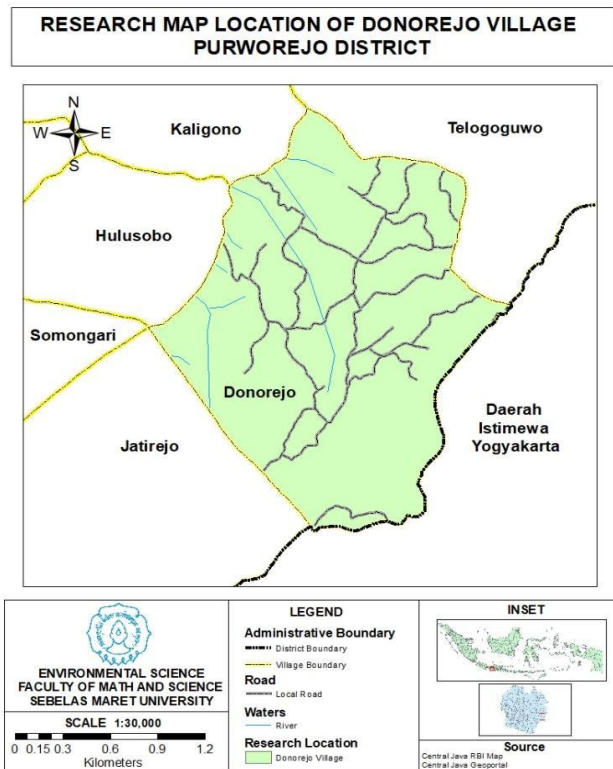 RESEARCH MAP LOCATION OF DONOREJO VILLAGE
PURWOREJO DISTRICT
N
W E
S
Kaligono
Telogoguwo
Hulusobo
Somongari
Donorejo
Jatirejo
Daerah
Istimewa
Yogyakarta
ENVIRONMENTAL SCIENCE
FACULTY OF MATH AND SCIENCE
SEBELAS MARET UNIVERSITY
SCALE 1:30,000
0 0.15 0.3 0.6 0.9 1.2
Kilometers
LEGEND
Administrative Boundary
District Boundary
Village Boundary
Road
Local Road
Waters
River
Research Location
Donorejo Village
INSET
Source
Central Java RBI Map
Central Java Geoportal